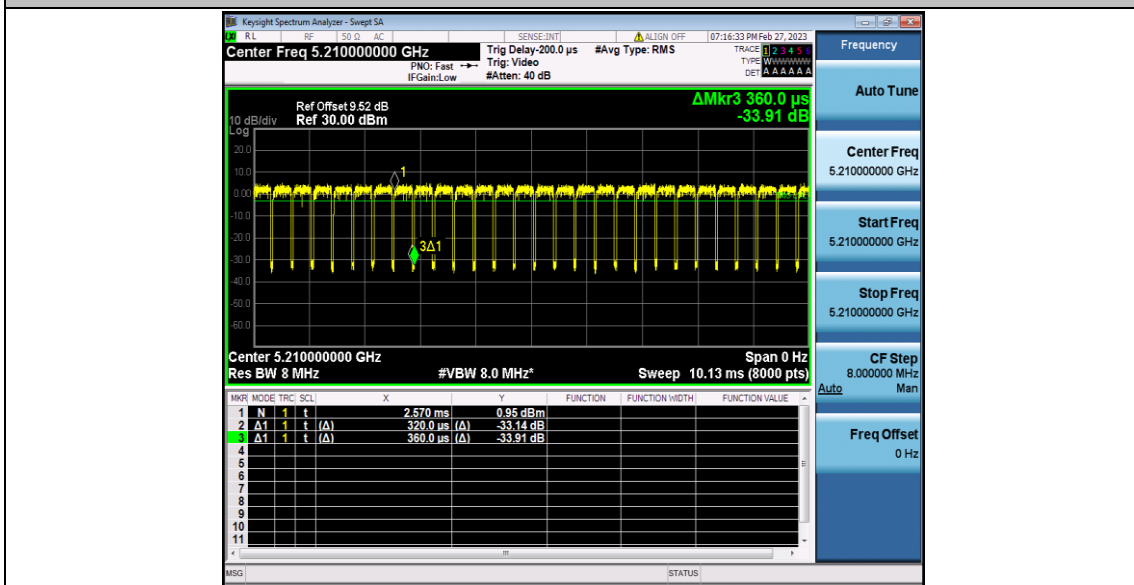 Keysight Spectrum Analyzer - Swept SA
RL RF 50 Ω AC SENSE:INT ALIGN OFF 07:16:33 PM Feb 27, 2023
Center Freq 5.210000000 GHz Trig Delay-200.0 µs #Avg Type: RMS TRACE 1 2 3 4 5 6
PNO: Fast Trig: Video TYPE WWWWWW
IFGain:Low #Atten: 40 dB DET A A A A A A
Frequency
Auto Tune
Center Freq
5.210000000 GHz
Start Freq
5.210000000 GHz
Stop Freq
5.210000000 GHz
CF Step
8.000000 MHz
Auto Man
Freq Offset
0 Hz
ΔMkr3 360.0 µs
-33.91 dB
Ref Offset 9.52 dB
10 dB/div Ref 30.00 dBm
Log
20.0
10.0
0.00
-10.0
-20.0
-30.0
-40.0
-50.0
-60.0
1
3Δ1
Center 5.210000000 GHz Span 0 Hz
Res BW 8 MHz #VBW 8.0 MHz* Sweep 10.13 ms (8000 pts)
MKR MODE TRC SCL X Y FUNCTION FUNCTION WIDTH FUNCTION VALUE
1 N 1 t 2.570 ms 0.95 dBm
2 Δ1 1 t (Δ) 320.0 µs (Δ) -33.14 dB
3 Δ1 1 t (Δ) 360.0 µs (Δ) -33.91 dB
4
5
6
7
8
9
10
11
MSG STATUS